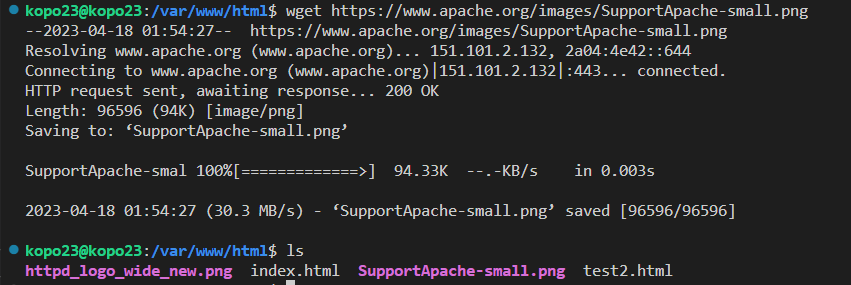 kopo23@kopo23:/var/www/html$ wget https://www.apache.org/images/SupportApache-small.png
--2023-04-18 01:54:27--  https://www.apache.org/images/SupportApache-small.png
Resolving www.apache.org (www.apache.org)... 151.101.2.132, 2a04:4e42::644
Connecting to www.apache.org (www.apache.org)|151.101.2.132|:443... connected.
HTTP request sent, awaiting response... 200 OK
Length: 96596 (94K) [image/png]
Saving to: ‘SupportApache-small.png’
SupportApache-smal 100%[=============>]  94.33K  --.-KB/s    in 0.003s
2023-04-18 01:54:27 (30.3 MB/s) - ‘SupportApache-small.png’ saved [96596/96596]
kopo23@kopo23:/var/www/html$ ls
httpd_logo_wide_new.png  index.html  SupportApache-small.png  test2.html